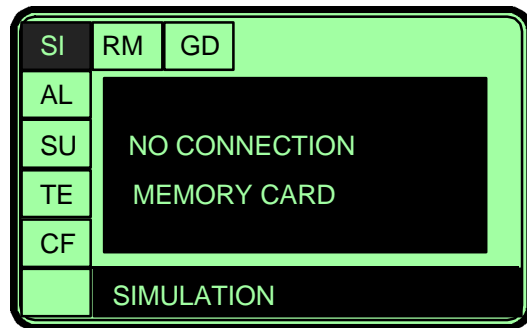 SI RM GD
AL
SU
TE
CF
NO CONNECTION
MEMORY CARD
SIMULATION